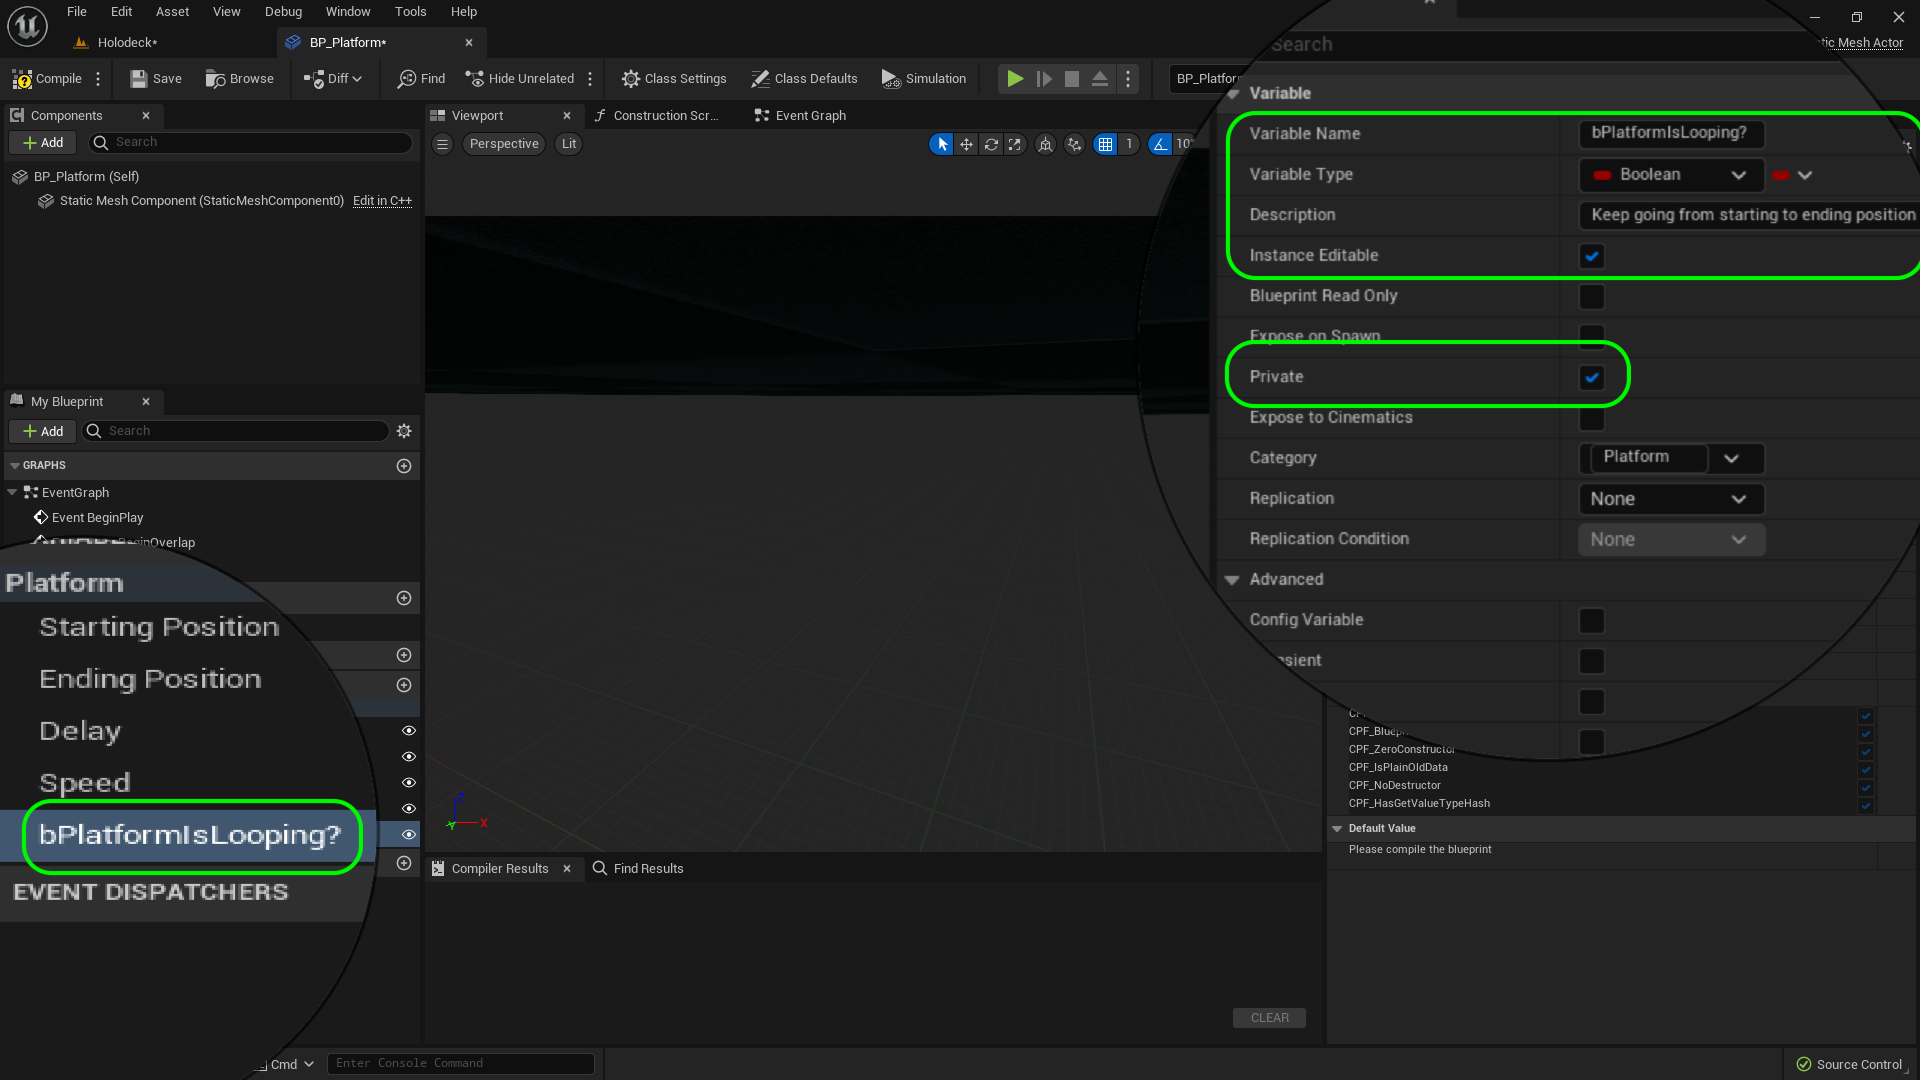 File Edit Asset View Debug Window Tools Help
Holodeck*
BP_Platform*
tic Mesh Actor
Compile
Save
Browse
Diff
Find
Hide Unrelated
Class Settings
Class Defaults
Simulation
BP_Platform
Components
Add
Search
BP_Platform (Self)
Static Mesh Component (StaticMeshComponent0) Edit in C++
My Blueprint
Add
Search
GRAPHS
EventGraph
Event BeginPlay
BeginOverlap
Platform
Starting Position
Ending Position
Delay
Speed
bPlatformIsLooping?
EVENT DISPATCHERS
Viewport
Construction Scr...
Event Graph
Perspective
Lit
1
10°
Z
Y
X
Compiler Results
Find Results
CLEAR
Search
Variable
Variable Name bPlatformIsLooping?
Variable Type Boolean
Description Keep going from starting to ending position
Instance Editable
Blueprint Read Only
Expose on Spawn
Private
Expose to Cinematics
Category Platform
Replication None
Replication Condition None
Advanced
Config Variable
nsient
CPF_ZeroConstructor
CPF_IsPlainOldData
CPF_NoDestructor
CPF_HasGetValueTypeHash
Default Value
Please compile the blueprint
Cmd
Enter Console Command
Source Control